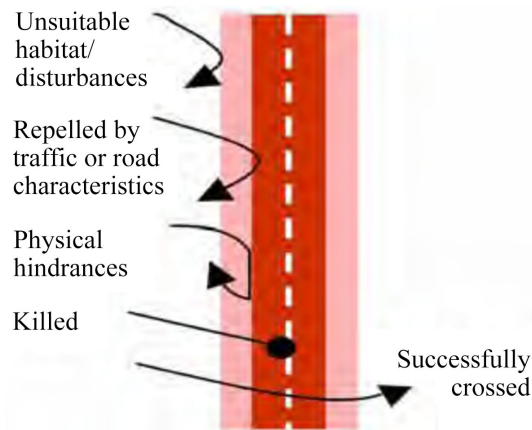 Unsuitable
habitat/
disturbances
Repelled by
traffic or road
characteristics
Physical
hindrances
Killed
Successfully
crossed